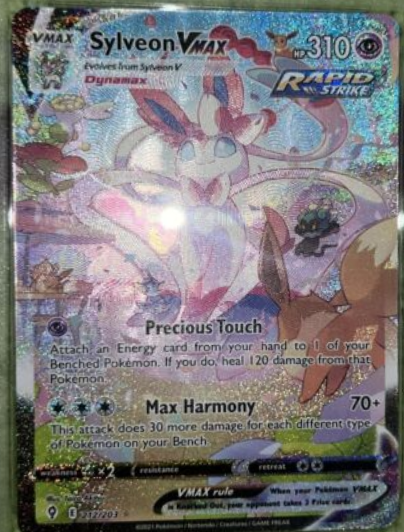 VMAX Sylveon VMAX HP 310
Evolves from Sylveon V
Dynamax
RAPID
STRIKE
Precious Touch
Attach an Energy card from your hand to 1 of your
Benched Pokémon. If you do, heal 120 damage from that
Pokémon.
Max Harmony 70+
This attack does 30 more damage for each different type
of Pokémon on your Bench.
weakness ×2 resistance retreat
VMAX rule When your Pokémon VMAX
is Knocked Out, your opponent takes 3 Prize cards.
E 212/203
©2021 Pokémon / Nintendo / Creatures / GAME FREAK